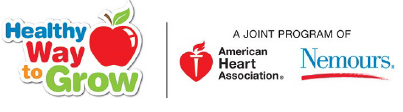 Healthy
Way
to Grow
A JOINT PROGRAM OF
American
Heart
Association®
Nemours®